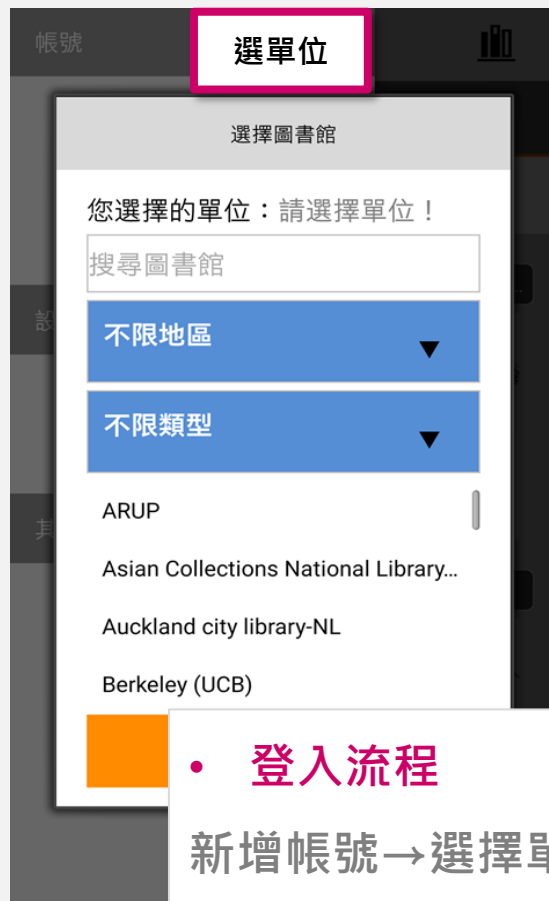 帳號
選單位
選擇圖書館
您選擇的單位：請選擇單位！
搜尋圖書館
不限地區
▼
不限類型
▼
ARUP
Asian Collections National Library...
Auckland city library-NL
Berkeley (UCB)
• 登入流程
新增帳號→選擇單